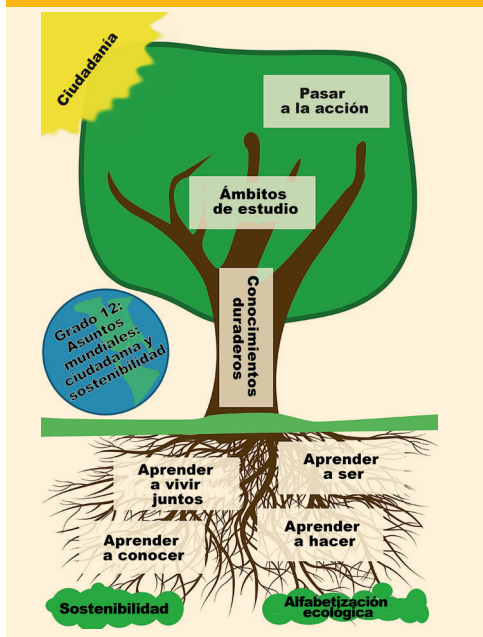 Ciudadanía
Pasar
a la acción
Ámbitos
de estudio
Conocimientos
duraderos
Grado 12:
Asuntos
mundiales:
ciudadanía y
sostenibilidad
Aprender
a vivir
juntos
Aprender
a ser
Aprender
a conocer
Aprender
a hacer
Sostenibilidad
Alfabetización
ecológica